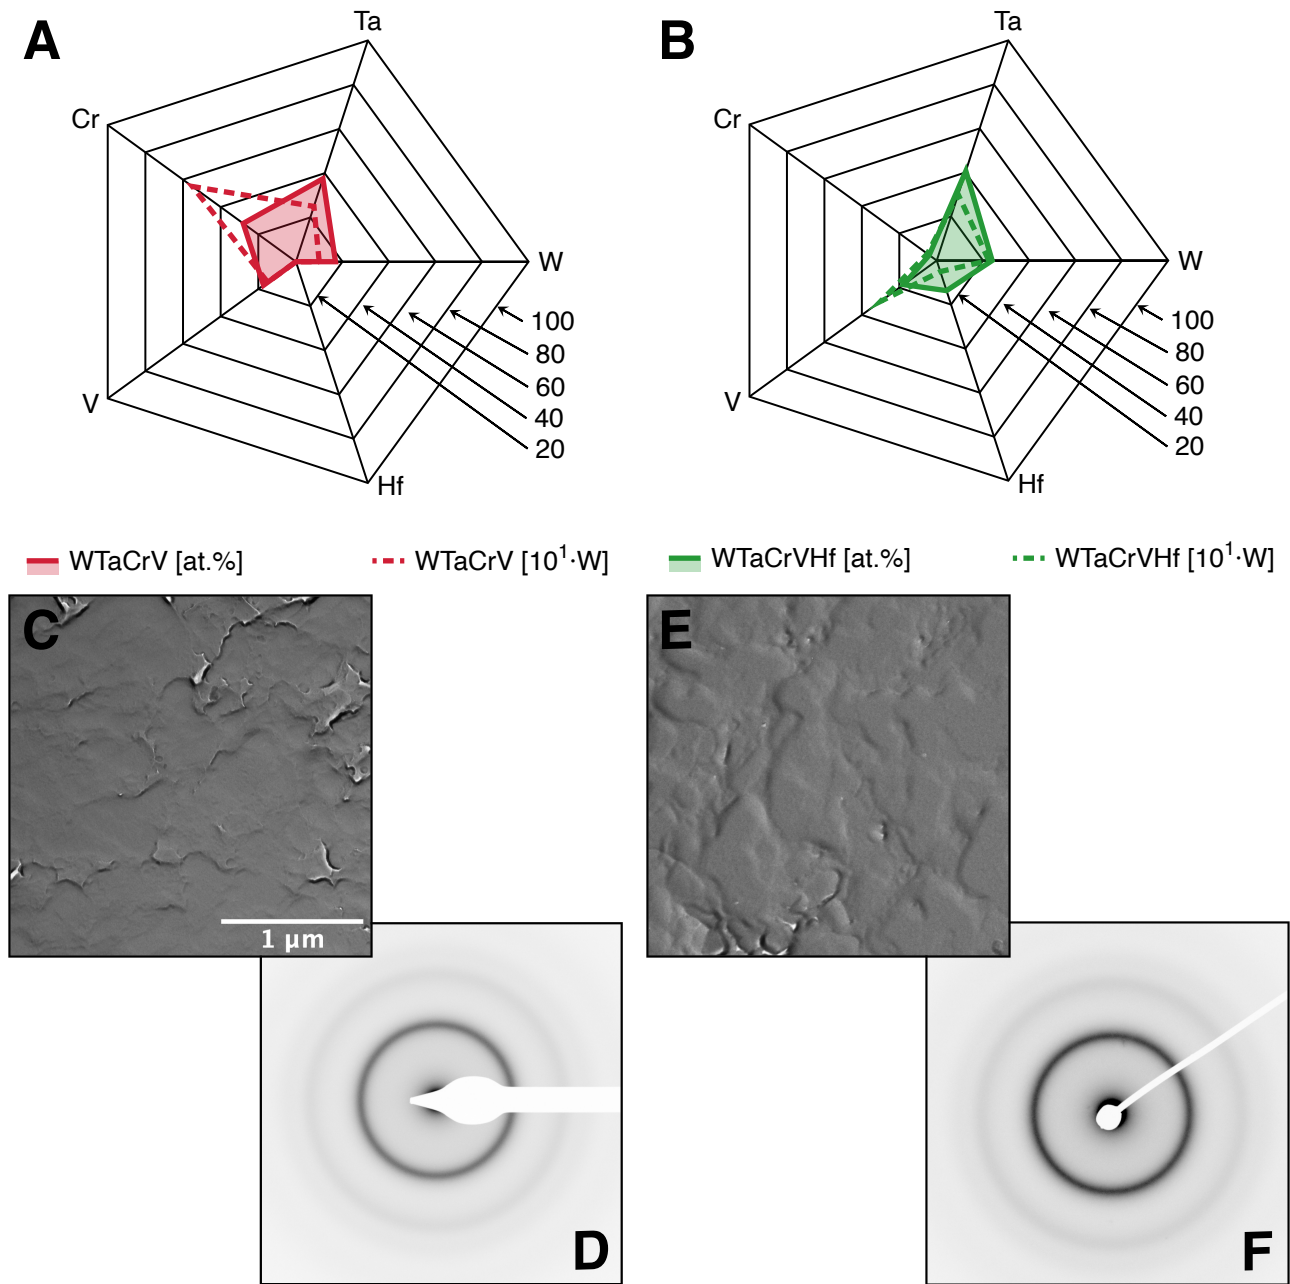 A
Ta
Cr
W
V
Hf
100
80
60
40
20
B
Ta
Cr
W
V
Hf
100
80
60
40
20
WTaCrV [at.%]
WTaCrV [10¹·W]
WTaCrVHf [at.%]
WTaCrVHf [10¹·W]
C
1 µm
D
E
F